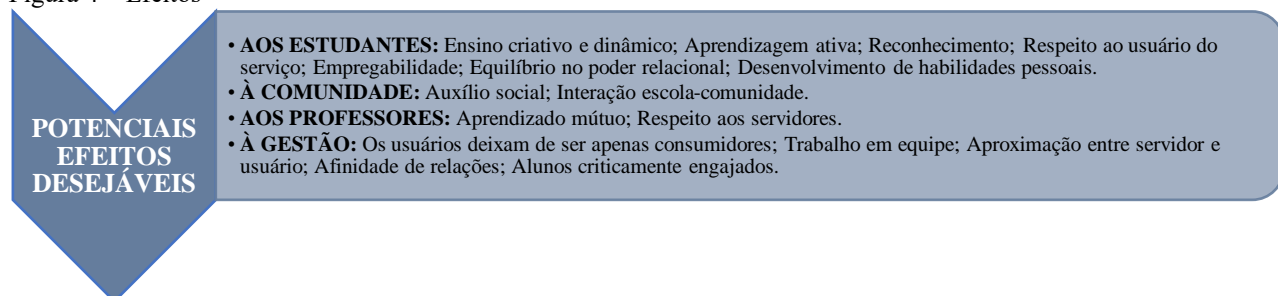 Figura 4 – Efeitos
POTENCIAIS
EFEITOS
DESEJÁVEIS
• AOS ESTUDANTES: Ensino criativo e dinâmico; Aprendizagem ativa; Reconhecimento; Respeito ao usuário do
serviço; Empregabilidade; Equilíbrio no poder relacional; Desenvolvimento de habilidades pessoais.
• À COMUNIDADE: Auxílio social; Interação escola-comunidade.
• AOS PROFESSORES: Aprendizado mútuo; Respeito aos servidores.
• À GESTÃO: Os usuários deixam de ser apenas consumidores; Trabalho em equipe; Aproximação entre servidor e
usuário; Afinidade de relações; Alunos criticamente engajados.